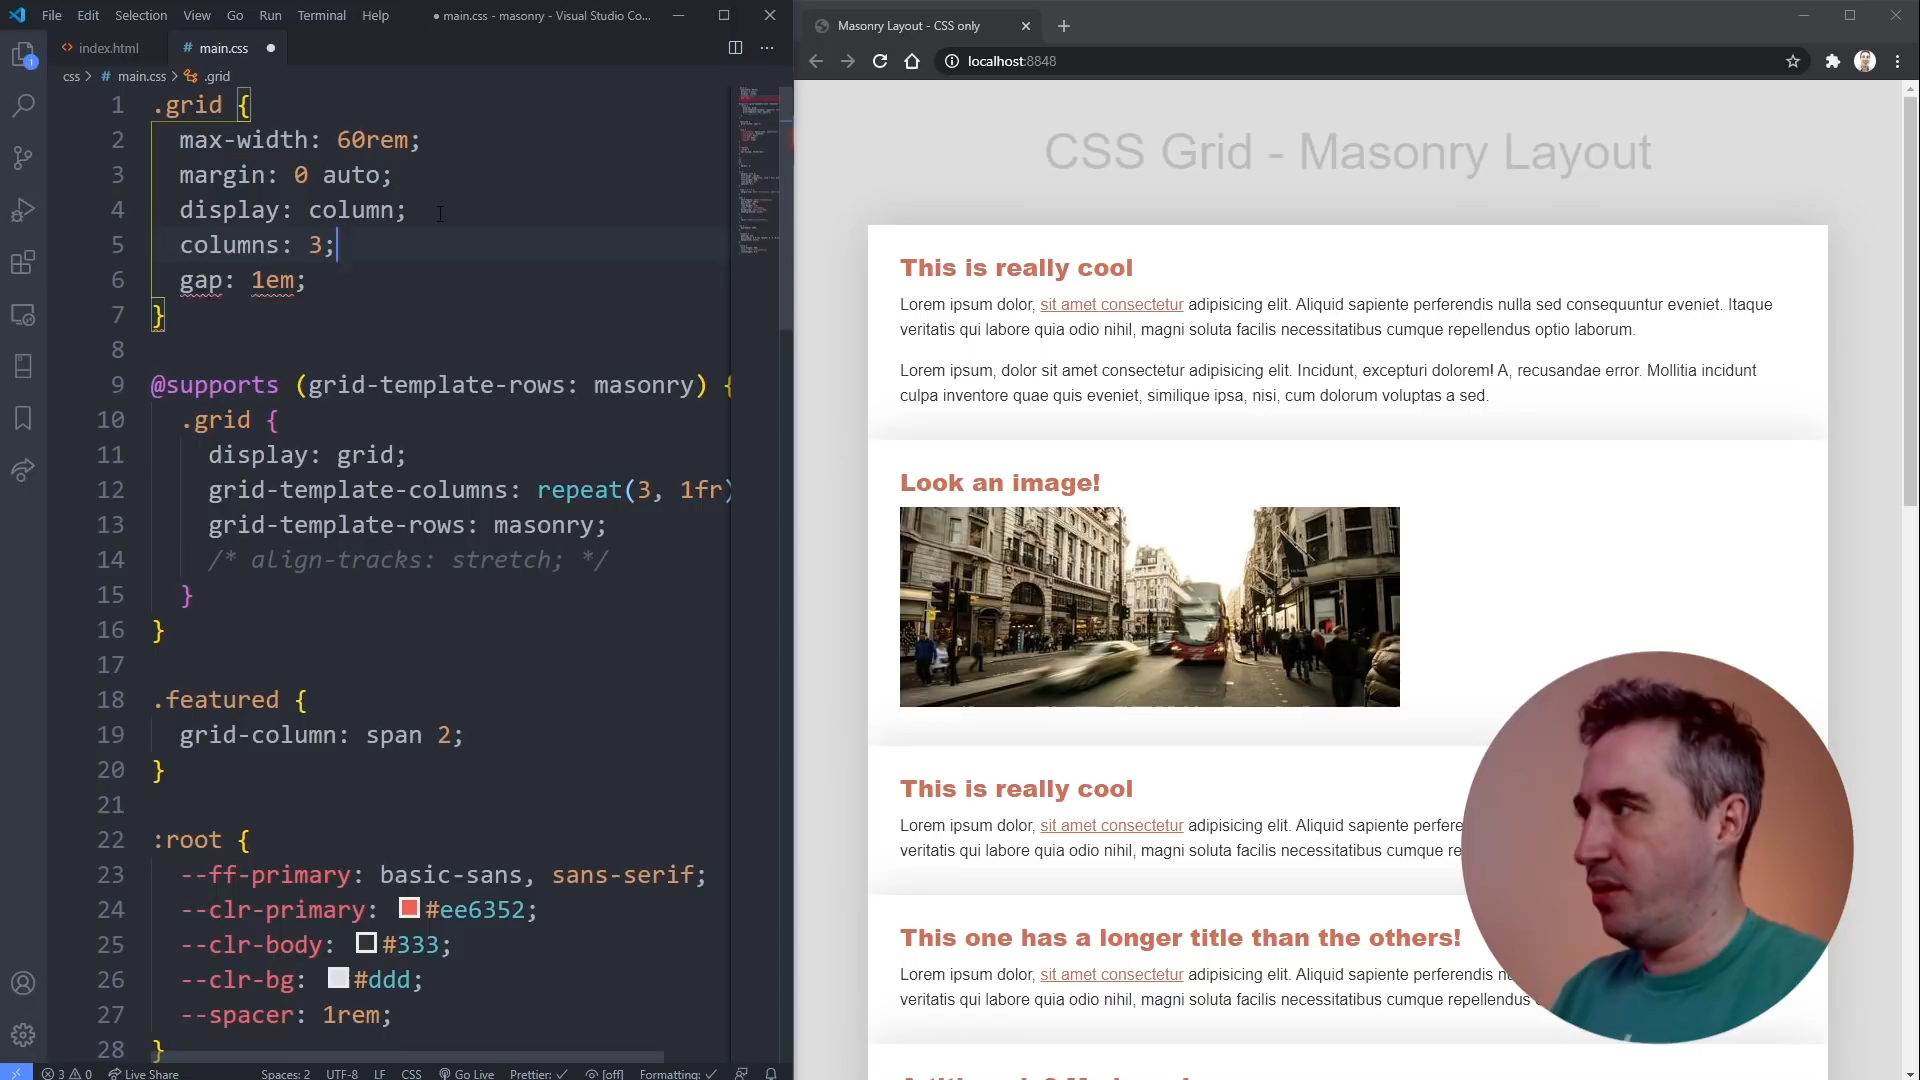 File Edit Selection View Go Run Terminal Help ● main.css - masonry - Visual Studio Co...
index.html
# main.css
css > # main.css > .grid
1 .grid {
2 max-width: 60rem;
3 margin: 0 auto;
4 display: column;
5 columns: 3;
6 gap: 1em;
7 }
8
9 @supports (grid-template-rows: masonry) {
10 .grid {
11 display: grid;
12 grid-template-columns: repeat(3, 1fr)
13 grid-template-rows: masonry;
14 /* align-tracks: stretch; */
15 }
16 }
17
18 .featured {
19 grid-column: span 2;
20 }
21
22 :root {
23 --ff-primary: basic-sans, sans-serif;
24 --clr-primary: #ee6352;
25 --clr-body: #333;
26 --clr-bg: #ddd;
27 --spacer: 1rem;
28 }
3 0 Live Share Spaces: 2 UTF-8 LF CSS Go Live Prettier: ✓ [off] Formatting: ✓
1
Masonry Layout - CSS only
localhost:8848
CSS Grid - Masonry Layout
This is really cool
Lorem ipsum dolor, sit amet consectetur adipisicing elit. Aliquid sapiente perferendis nulla sed consequuntur eveniet. Itaque
veritatis qui labore quia odio nihil, magni soluta facilis necessitatibus cumque repellendus optio laborum.
Lorem ipsum, dolor sit amet consectetur adipisicing elit. Incidunt, excepturi dolorem! A, recusandae error. Mollitia incidunt
culpa inventore quae quis eveniet, similique ipsa, nisi, cum dolorum voluptas a sed.
Look an image!
This is really cool
Lorem ipsum dolor, sit amet consectetur adipisicing elit. Aliquid sapiente perfere
veritatis qui labore quia odio nihil, magni soluta facilis necessitatibus cumque re
This one has a longer title than the others!
Lorem ipsum dolor, sit amet consectetur adipisicing elit. Aliquid sapiente perferendis
veritatis qui labore quia odio nihil, magni soluta facilis necessitatibus cumque repellendus